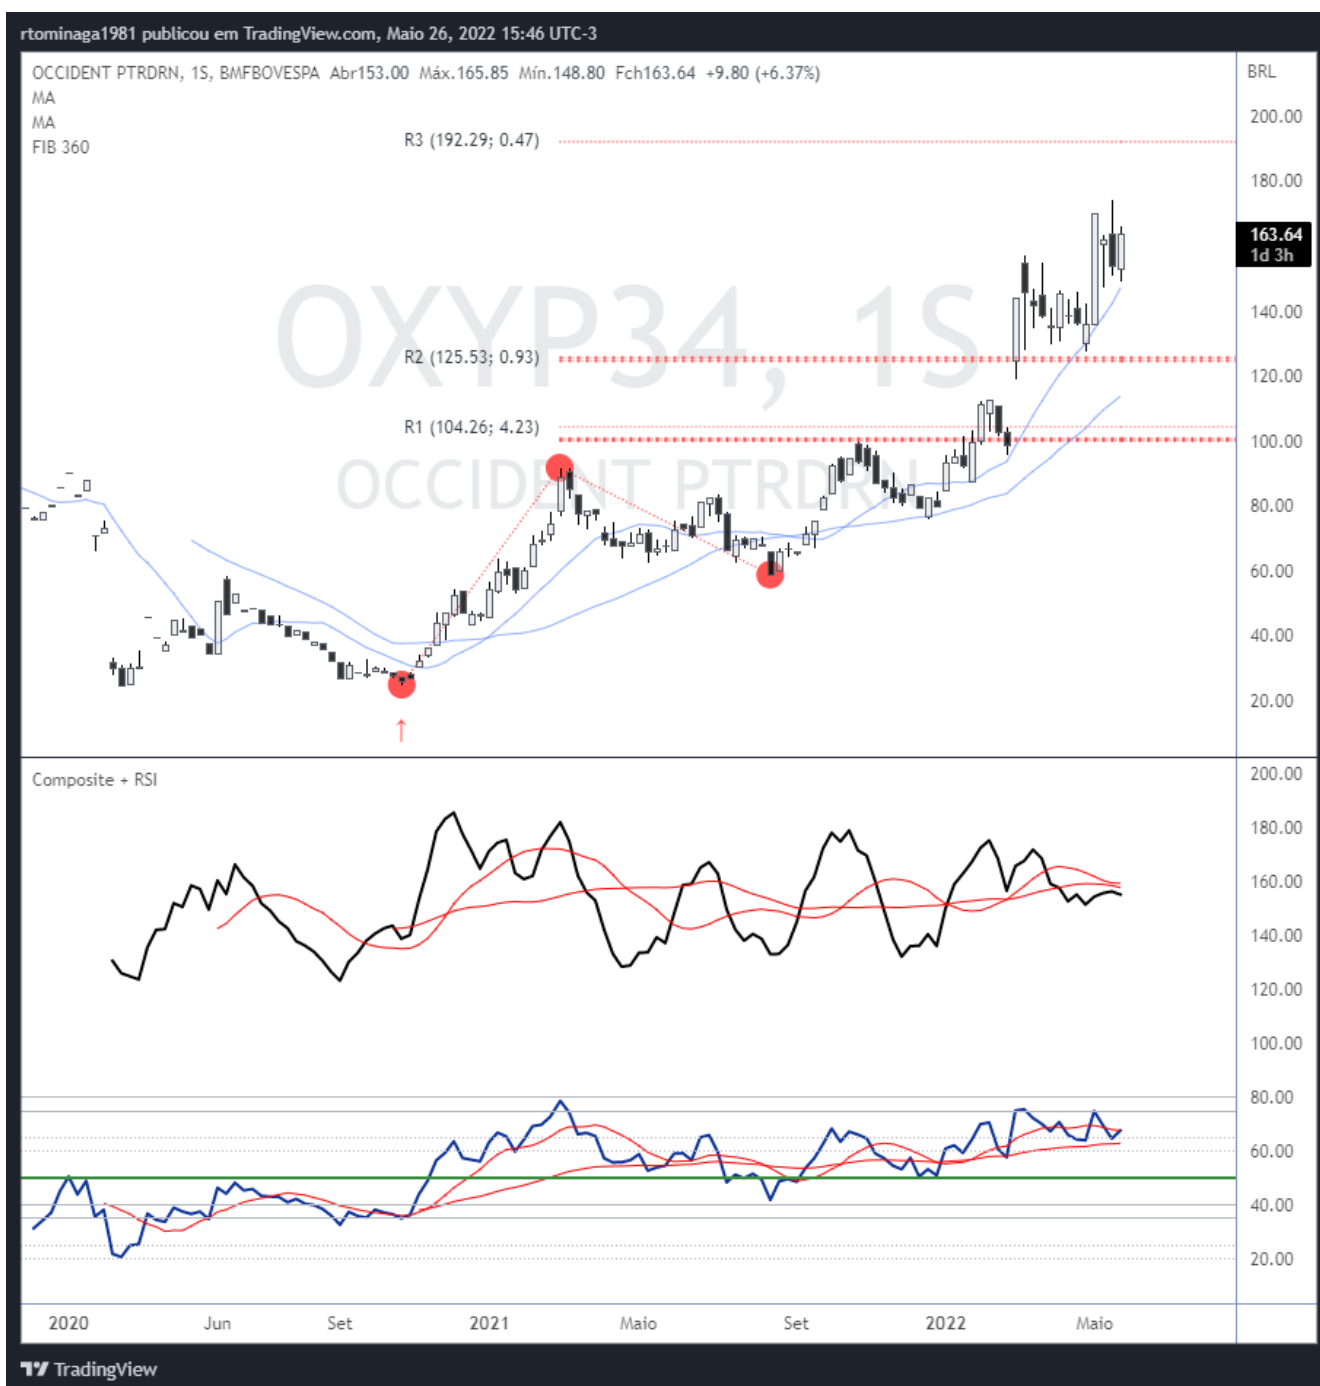 rtominaga1981 publicou em TradingView.com, Maio 26, 2022 15:46 UTC-3
OCCIDENT PTRDRN, 1S, BMFBOVESPA Abr153.00 Máx.165.85 Mín.148.80 Fch163.64 +9.80 (+6.37%)
BRL
MA
MA
FIB 360
200.00
R3 (192.29; 0.47)
180.00
163.64
1d 3h
OXYP34, 1S
140.00
R2 (125.53; 0.93)
120.00
R1 (104.26; 4.23)
100.00
OCCIDENT PTRDRN
80.00
60.00
40.00
20.00
Composite + RSI
200.00
180.00
160.00
140.00
120.00
100.00
80.00
60.00
40.00
20.00
2020 Jun Set 2021 Maio Set 2022 Maio
TradingView